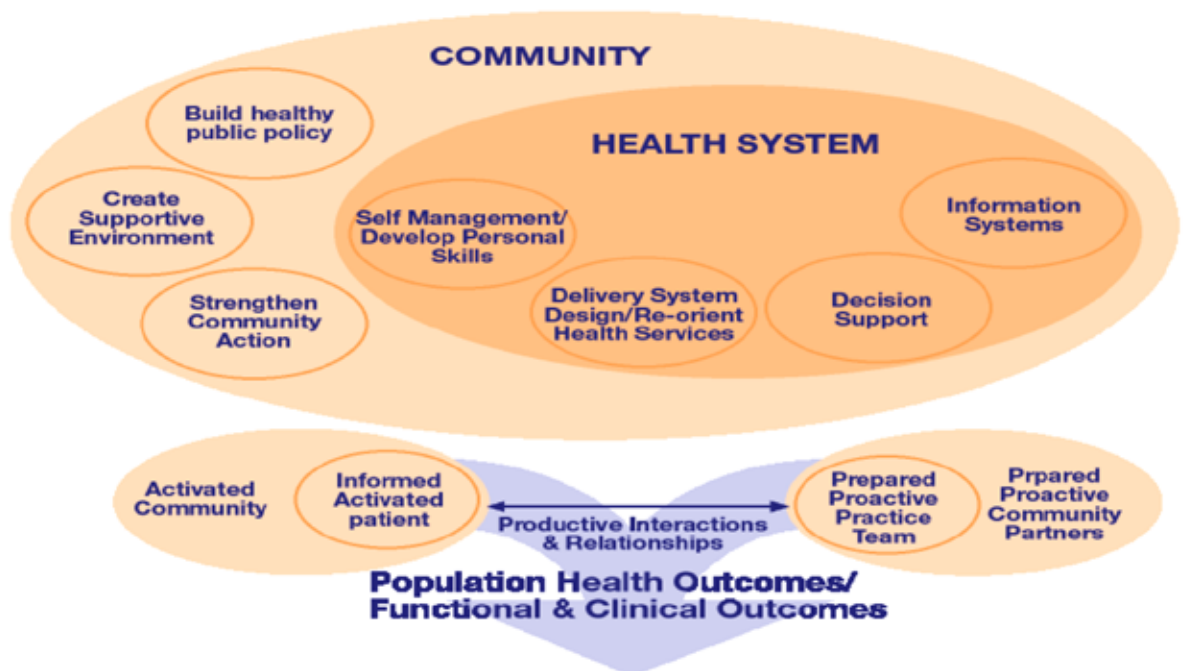 COMMUNITY
Build healthy
public policy
HEALTH SYSTEM
Create
Supportive
Environment
Self Management/
Develop Personal
Skills
Information
Systems
Strengthen
Community
Action
Delivery System
Design/Re-orient
Health Services
Decision
Support
Activated
Community
Informed
Activated
patient
Productive Interactions
& Relationships
Prepared
Proactive
Practice
Team
Prpared
Proactive
Community
Partners
Population Health Outcomes/
Functional & Clinical Outcomes